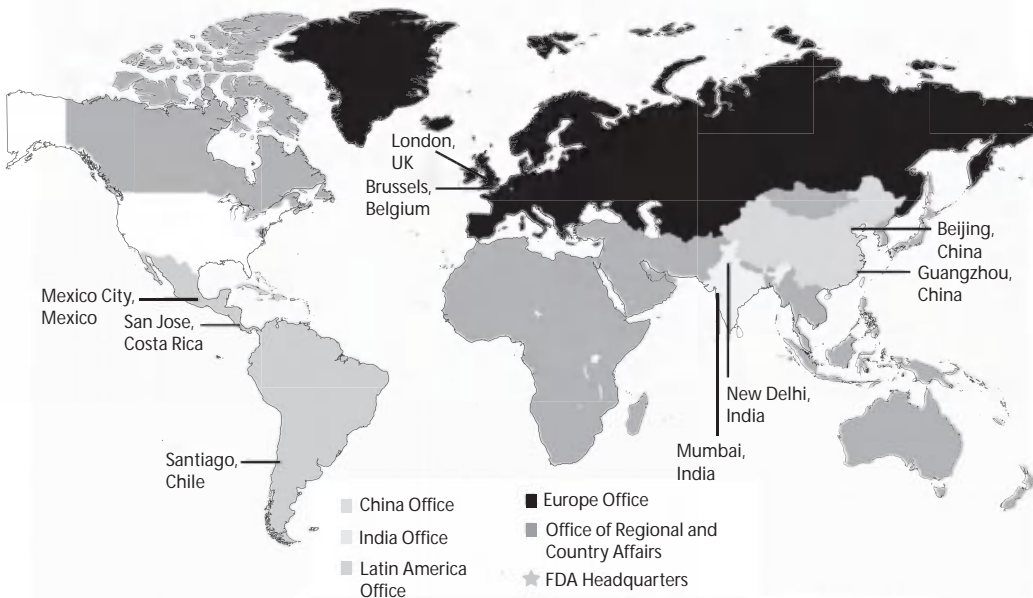 London,
UK
Brussels,
Belgium
Beijing,
China
Guangzhou,
China
Mexico City,
Mexico
San Jose,
Costa Rica
New Delhi,
India
Mumbai,
India
Santiago,
Chile
China Office
India Office
Latin America
Office
Europe Office
Office of Regional and
Country Affairs
FDA Headquarters